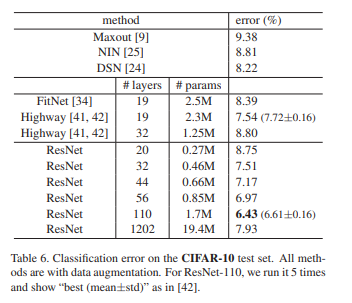 method error (%)
Maxout [9] 9.38
NIN [25] 8.81
DSN [24] 8.22
# layers # params
FitNet [34] 19 2.5M 8.39
Highway [41, 42] 19 2.3M 7.54 (7.72±0.16)
Highway [41, 42] 32 1.25M 8.80
ResNet 20 0.27M 8.75
ResNet 32 0.46M 7.51
ResNet 44 0.66M 7.17
ResNet 56 0.85M 6.97
ResNet 110 1.7M 6.43 (6.61±0.16)
ResNet 1202 19.4M 7.93
Table 6. Classification error on the CIFAR-10 test set. All meth-
ods are with data augmentation. For ResNet-110, we run it 5 times
and show “best (mean±std)” as in [42].